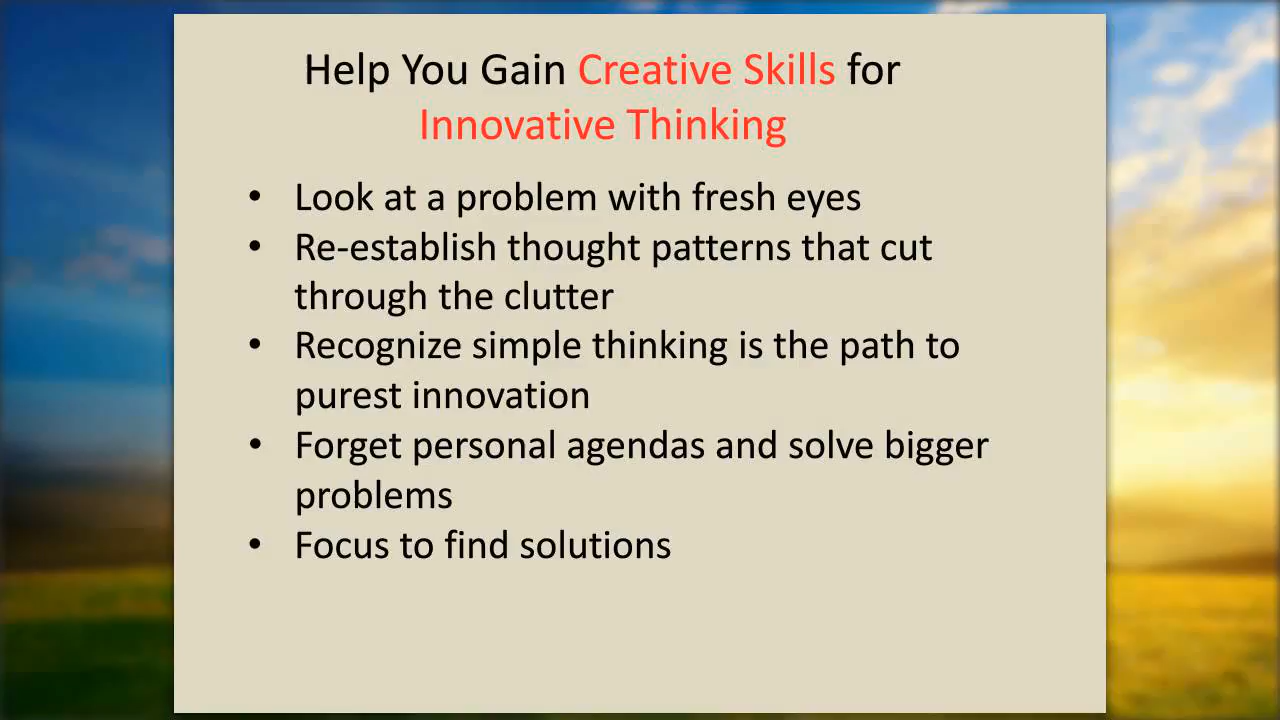 Help You Gain Creative Skills for
Innovative Thinking
• Look at a problem with fresh eyes
• Re-establish thought patterns that cut
through the clutter
• Recognize simple thinking is the path to
purest innovation
• Forget personal agendas and solve bigger
problems
• Focus to find solutions